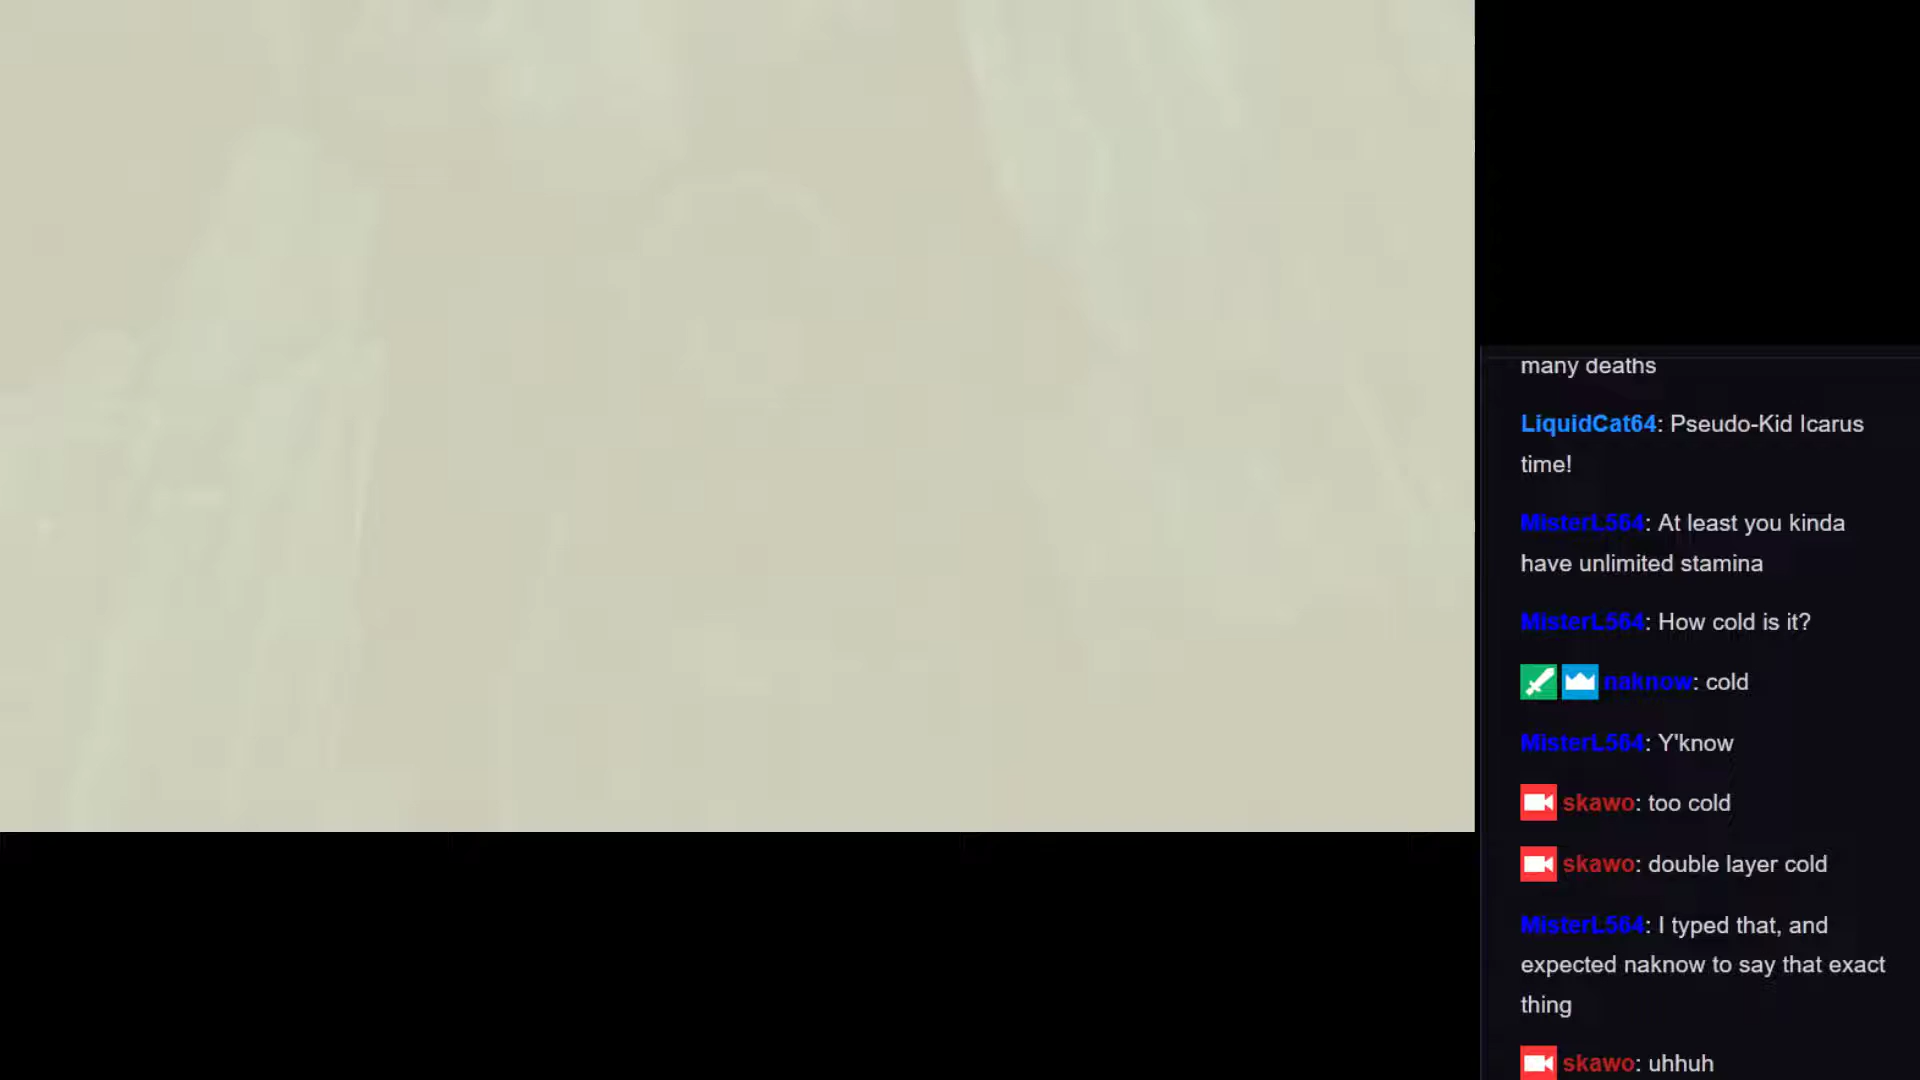 many deaths
LiquidCat64: Pseudo-Kid Icarus
time!
MisterL564: At least you kinda
have unlimited stamina
MisterL564: How cold is it?
naknow: cold
MisterL564: Y'know
skawo: too cold
skawo: double layer cold
MisterL564: I typed that, and
expected naknow to say that exact
thing
skawo: uhhuh